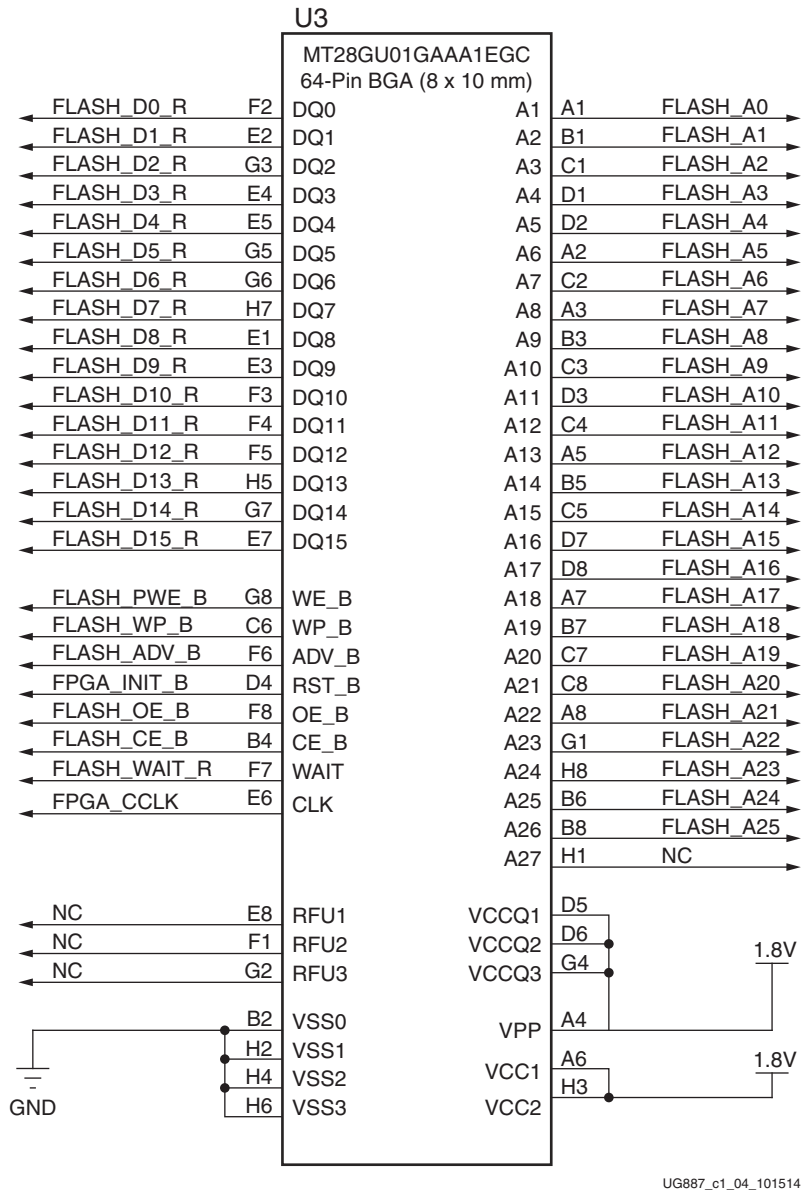 U3
MT28GU01GAAA1EGC
64-Pin BGA (8 x 10 mm)
FLASH_D0_R F2 DQ0 A1 A1 FLASH_A0
FLASH_D1_R E2 DQ1 A2 B1 FLASH_A1
FLASH_D2_R G3 DQ2 A3 C1 FLASH_A2
FLASH_D3_R E4 DQ3 A4 D1 FLASH_A3
FLASH_D4_R E5 DQ4 A5 D2 FLASH_A4
FLASH_D5_R G5 DQ5 A6 A2 FLASH_A5
FLASH_D6_R G6 DQ6 A7 C2 FLASH_A6
FLASH_D7_R H7 DQ7 A8 A3 FLASH_A7
FLASH_D8_R E1 DQ8 A9 B3 FLASH_A8
FLASH_D9_R E3 DQ9 A10 C3 FLASH_A9
FLASH_D10_R F3 DQ10 A11 D3 FLASH_A10
FLASH_D11_R F4 DQ11 A12 C4 FLASH_A11
FLASH_D12_R F5 DQ12 A13 A5 FLASH_A12
FLASH_D13_R H5 DQ13 A14 B5 FLASH_A13
FLASH_D14_R G7 DQ14 A15 C5 FLASH_A14
FLASH_D15_R E7 DQ15 A16 D7 FLASH_A15
A17 D8 FLASH_A16
FLASH_PWE_B G8 WE_B A18 A7 FLASH_A17
FLASH_WP_B C6 WP_B A19 B7 FLASH_A18
FLASH_ADV_B F6 ADV_B A20 C7 FLASH_A19
FPGA_INIT_B D4 RST_B A21 C8 FLASH_A20
FLASH_OE_B F8 OE_B A22 A8 FLASH_A21
FLASH_CE_B B4 CE_B A23 G1 FLASH_A22
FLASH_WAIT_R F7 WAIT A24 H8 FLASH_A23
FPGA_CCLK E6 CLK A25 B6 FLASH_A24
A26 B8 FLASH_A25
A27 H1 NC
NC E8 RFU1 VCCQ1 D5
NC F1 RFU2 VCCQ2 D6 1.8V
NC G2 RFU3 VCCQ3 G4
B2 VSS0 VPP A4
H2 VSS1 VCC1 A6 1.8V
H4 VSS2 H3
GND H6 VSS3 VCC2
UG887_c1_04_101514